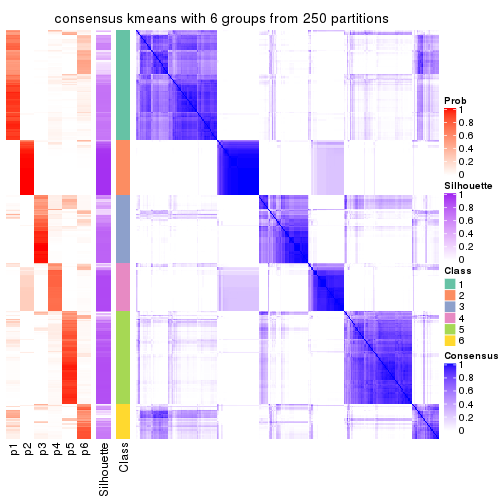 consensus kmeans with 6 groups from 250 partitions
Prob
1
0.8
0.6
0.4
0.2
0
Silhouette
1
0.8
0.6
0.4
0.2
0
Class
1
2
3
4
5
6
Consensus
1
0.8
0.6
0.4
0.2
0
p1
p2
p3
p4
p5
p6
Silhouette
Class